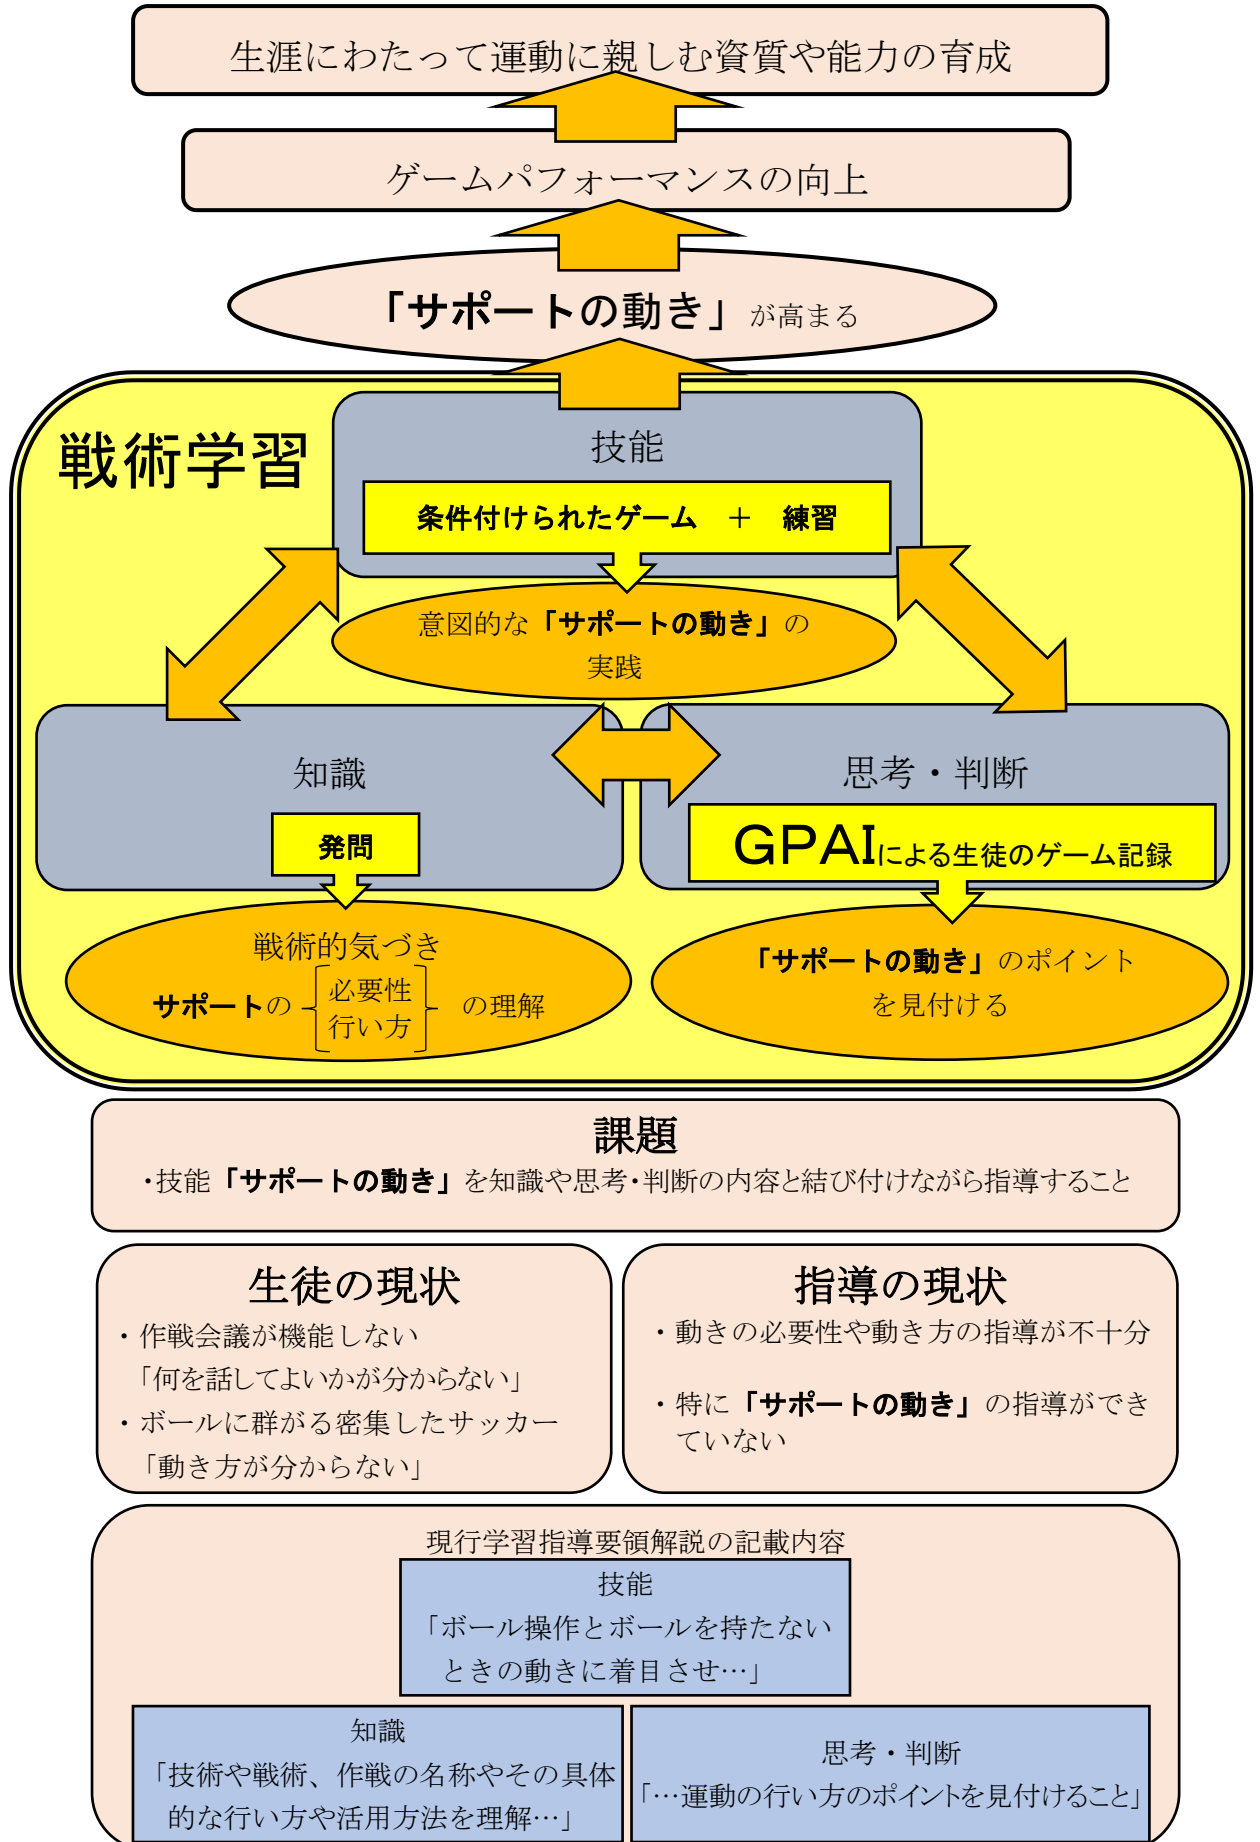 生涯にわたって運動に親しむ資質や能力の育成
ゲームパフォーマンスの向上
「サポートの動き」が高まる
戦術学習
技能
条件付けられたゲーム　＋　練習
意図的な「サポートの動き」の
実践
知識
発問
戦術的気づき
サポートの
必要性
行い方
の理解
思考・判断
GPAIによる生徒のゲーム記録
「サポートの動き」のポイント
を見付ける
課題
・技能「サポートの動き」を知識や思考・判断の内容と結び付けながら指導すること
生徒の現状
・作戦会議が機能しない
「何を話してよいかが分からない」
・ボールに群がる密集したサッカー
「動き方が分からない」
指導の現状
・動きの必要性や動き方の指導が不十分
・特に「サポートの動き」の指導ができ
ていない
現行学習指導要領解説の記載内容
技能
「ボール操作とボールを持たない
ときの動きに着目させ…」
知識
「技術や戦術、作戦の名称やその具体
的な行い方や活用方法を理解…」
思考・判断
「…運動の行い方のポイントを見付けること」